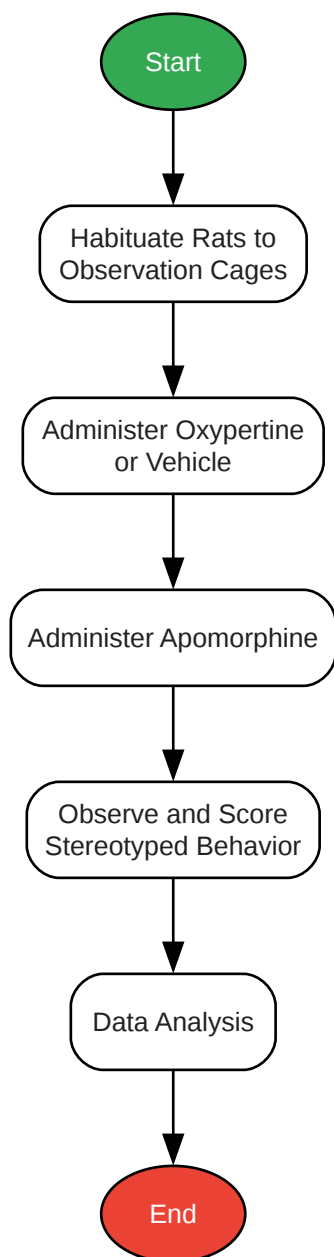 Start
Habituate Rats to
Observation Cages
Administer Oxypertine
or Vehicle
Administer Apomorphine
Observe and Score
Stereotyped Behavior
Data Analysis
End